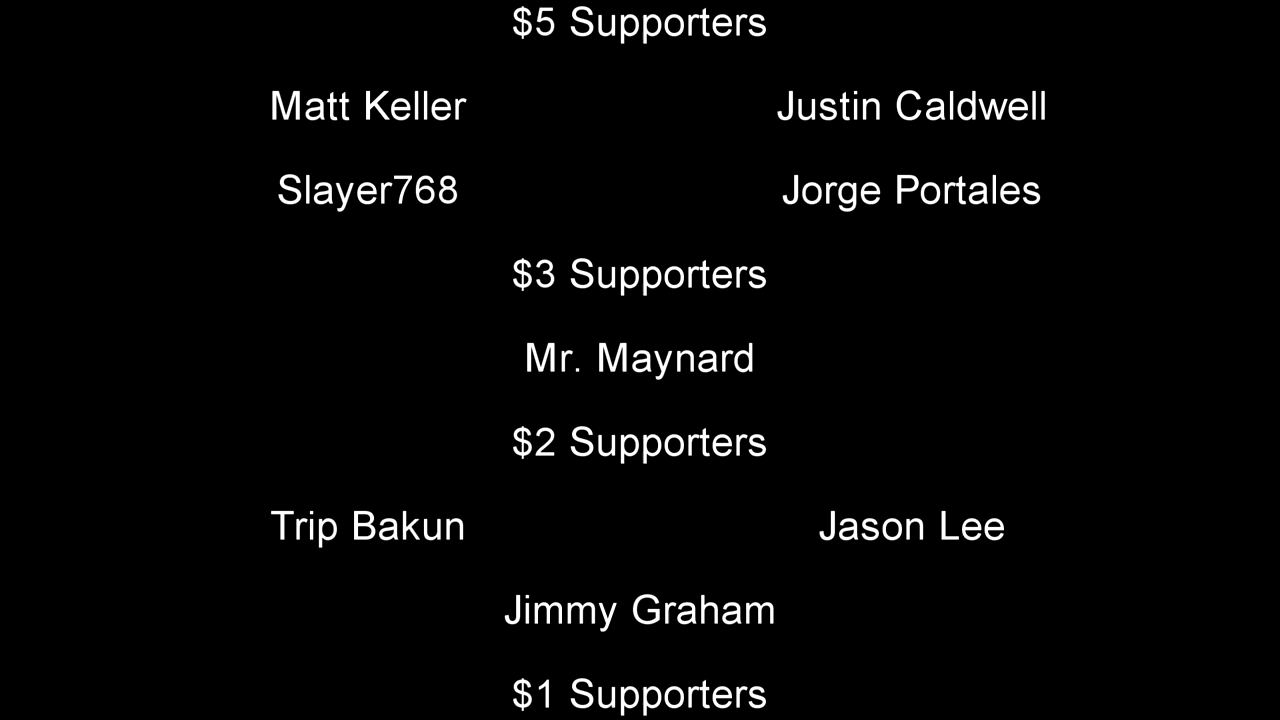 $5 Supporters
Matt Keller Justin Caldwell
Slayer768 Jorge Portales
$3 Supporters
Mr. Maynard
$2 Supporters
Trip Bakun Jason Lee
Jimmy Graham
$1 Supporters